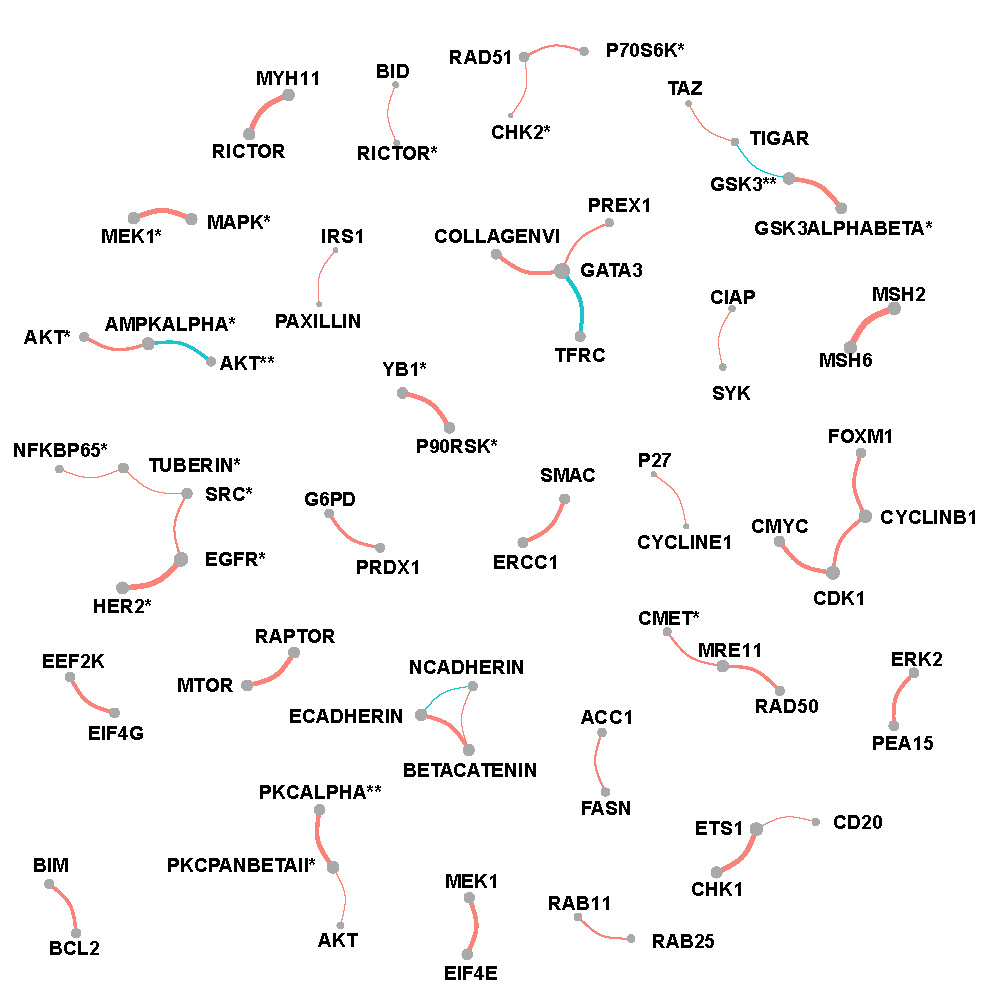 RAD51
P70S6K*
BID
MYH11
TAZ
CHK2*
TIGAR
RICTOR
RICTOR*
GSK3**
PREX1
MAPK*
GSK3ALPHABETA*
MEK1*
IRS1
COLLAGENVI
GATA3
MSH2
CIAP
PAXILLIN
AMPKALPHA*
AKT*
TFRC
AKT**
MSH6
YB1*
SYK
FOXM1
P90RSK*
NFKBP65*
TUBERIN*
P27
SMAC
SRC*
G6PD
CYCLINB1
CMYC
CYCLINE1
EGFR*
ERCC1
PRDX1
CDK1
HER2*
CMET*
RAPTOR
MRE11
ERK2
EEF2K
NCADHERIN
MTOR
RAD50
ECADHERIN
ACC1
EIF4G
PEA15
BETACATENIN
PKCALPHA**
FASN
CD20
ETS1
BIM
PKCPANBETAII*
MEK1
CHK1
RAB11
AKT
RAB25
BCL2
EIF4E